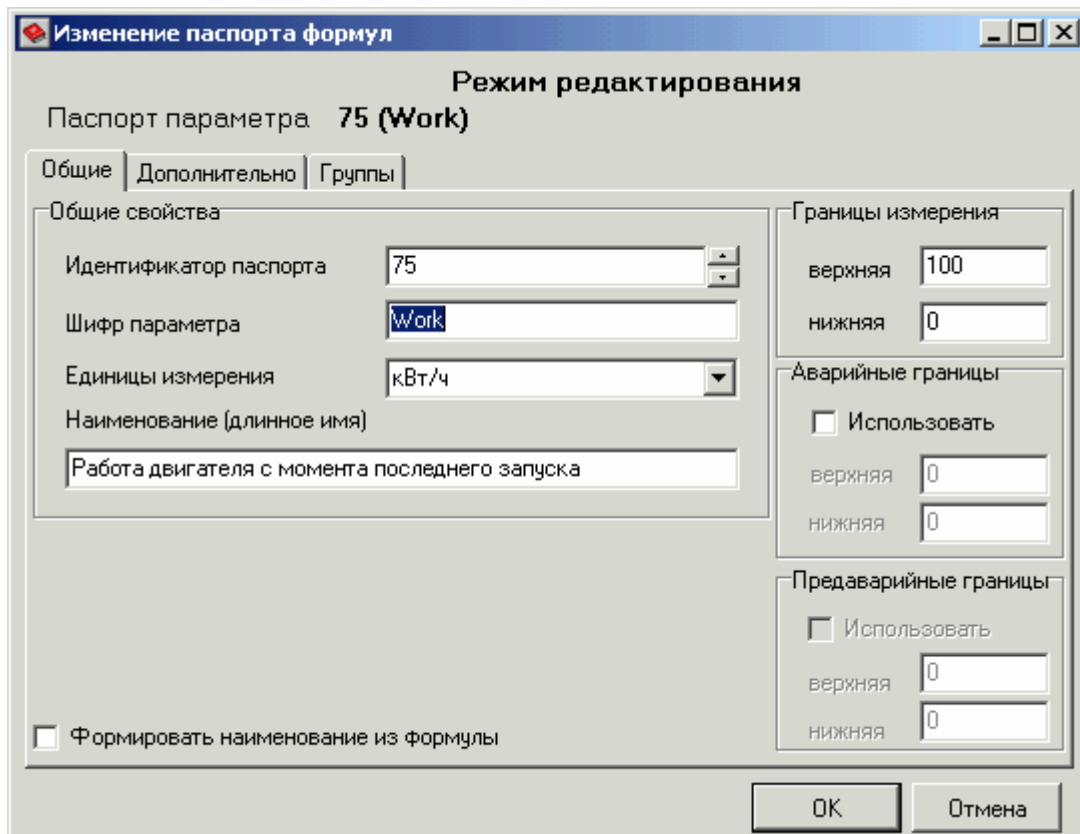 Изменение паспорта формул
Режим редактирования
Паспорт параметра 75 (Work)
Общие Дополнительно Группы
Общие свойства
Идентификатор паспорта 75
Шифр параметра Work
Единицы измерения кВт/ч
Наименование (длинное имя)
Работа двигателя с момента последнего запуска
Границы измерения
верхняя 100
нижняя 0
Аварийные границы
Использовать
верхняя 0
нижняя 0
Предаварийные границы
Использовать
верхняя 0
нижняя 0
Формировать наименование из формулы
OK Отмена